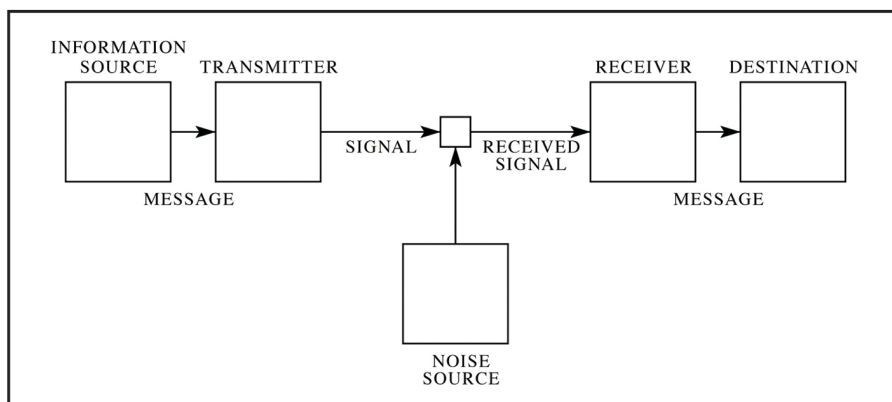 INFORMATION
SOURCE
TRANSMITTER
RECEIVER
DESTINATION
SIGNAL
RECEIVED
SIGNAL
MESSAGE
MESSAGE
NOISE
SOURCE